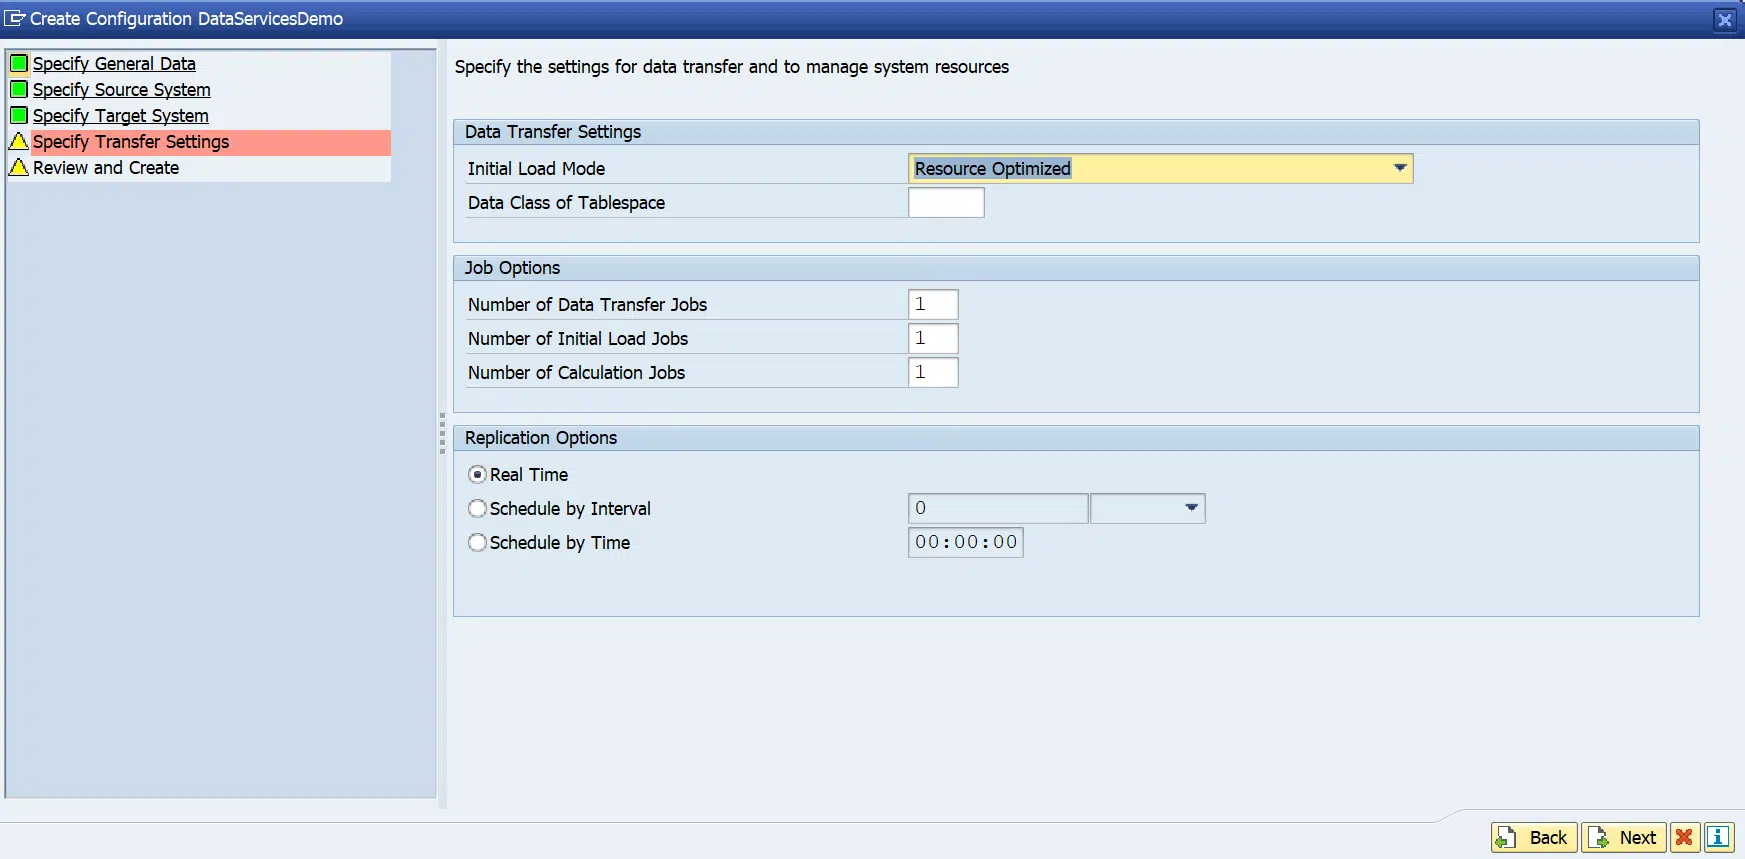 Create Configuration DataServicesDemo
Specify General Data
Specify Source System
Specify Target System
Specify Transfer Settings
Review and Create
Specify the settings for data transfer and to manage system resources
Data Transfer Settings
Initial Load Mode Resource Optimized
Data Class of Tablespace
Job Options
Number of Data Transfer Jobs 1
Number of Initial Load Jobs 1
Number of Calculation Jobs 1
Replication Options
Real Time
Schedule by Interval 0
Schedule by Time 00:00:00
Back Next